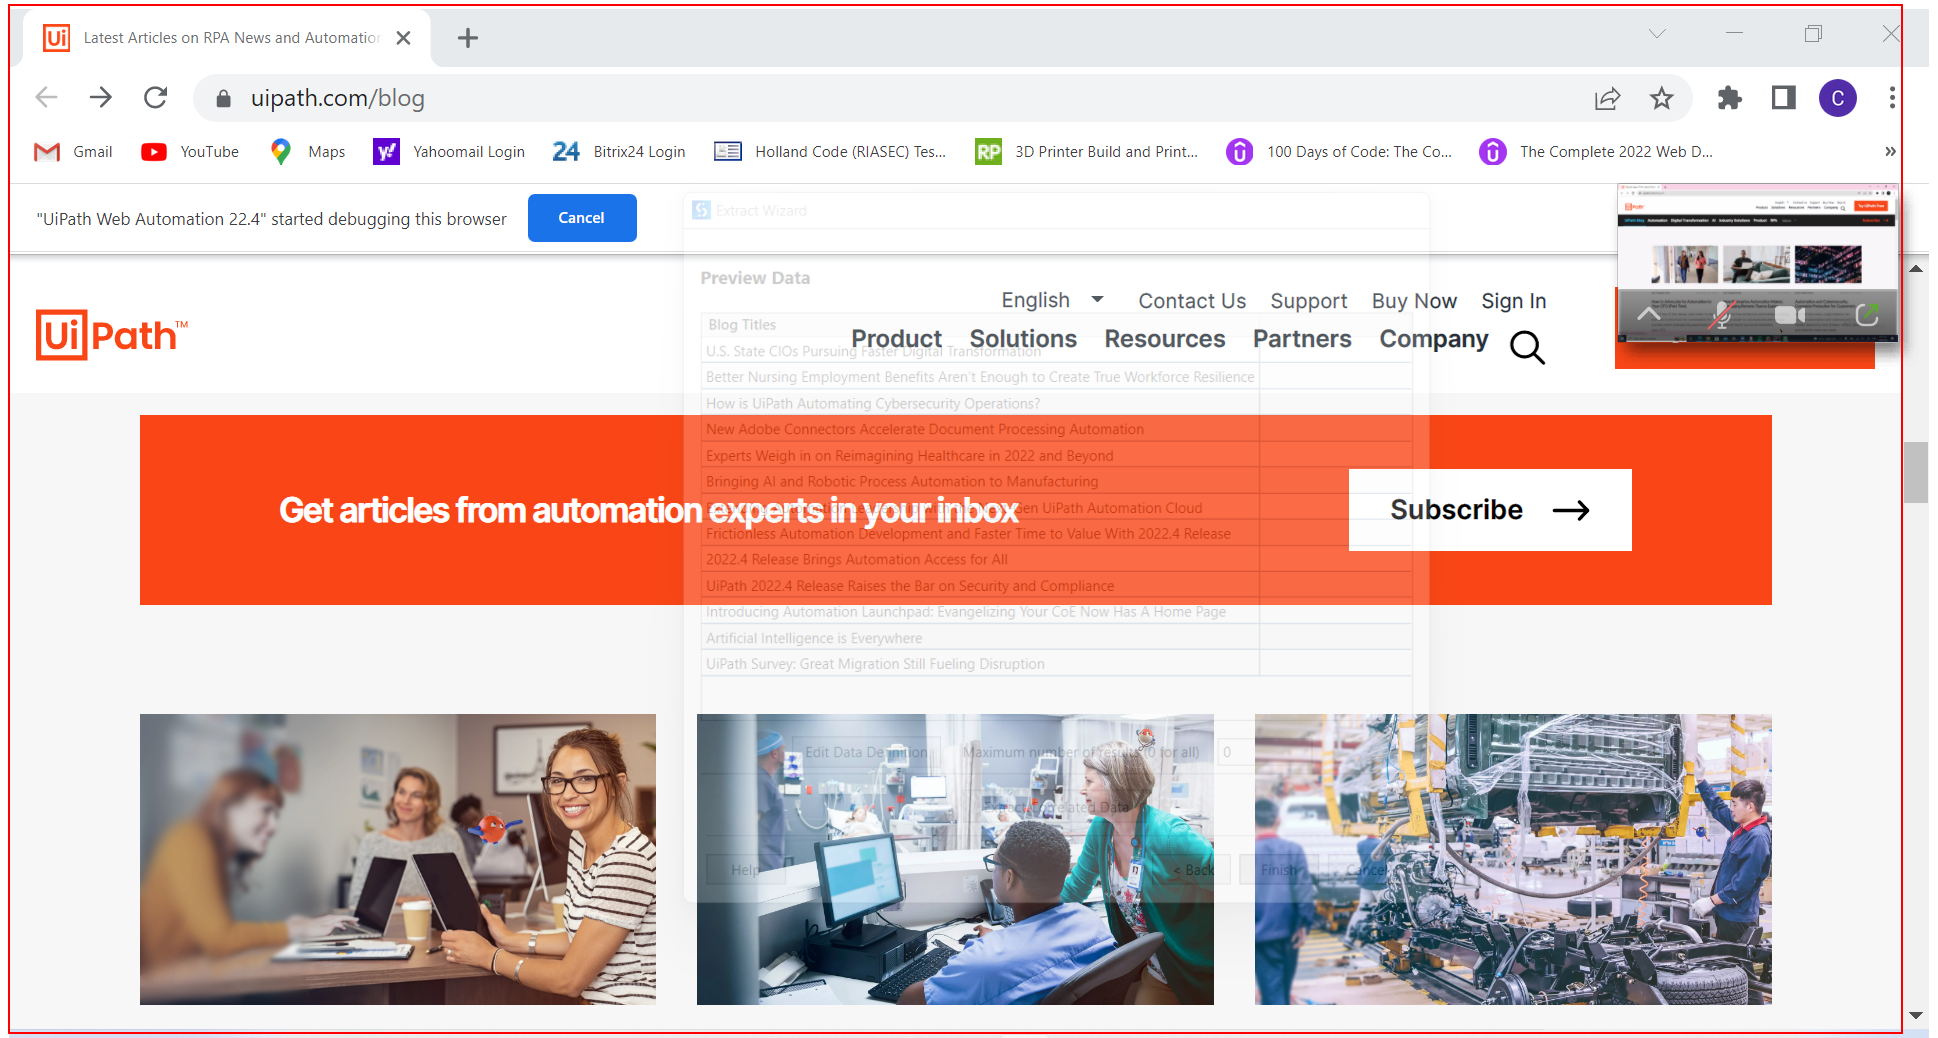 Ui Latest Articles on RPA News and Automation
uipath.com/blog
C
Gmail YouTube Maps Yahoomail Login 24 Bitrix24 Login Holland Code (RIASEC) Tes... RP 3D Printer Build and Print... 100 Days of Code: The Co... The Complete 2022 Web D... »
"UiPath Web Automation 22.4" started debugging this browser Cancel
Extract Wizard
Preview Data
English Contact Us Support Buy Now Sign In
UiPath™
Product Solutions Resources Partners Company
Blog Titles
U.S. State CIOs Pursuing Faster Digital Transformation
Better Nursing Employment Benefits Aren't Enough to Create True Workforce Resilience
How is UiPath Automating Cybersecurity Operations?
New Adobe Connectors Accelerate Document Processing Automation
Experts Weigh in on Reimagining Healthcare in 2022 and Beyond
Bringing AI and Robotic Process Automation to Manufacturing
Get articles from automation experts in your inbox
Subscribe
UiPath Automation Cloud
Frictionless Automation Development and Faster Time to Value With 2022.4 Release
2022.4 Release Brings Automation Access for All
UiPath 2022.4 Release Raises the Bar on Security and Compliance
Introducing Automation Launchpad: Evangelizing Your CoE Now Has A Home Page
Artificial Intelligence is Everywhere
UiPath Survey: Great Migration Still Fueling Disruption
Edit Data Definition Maximum number of results (0 for all) 0
Data
Help < Back Finish Cancel